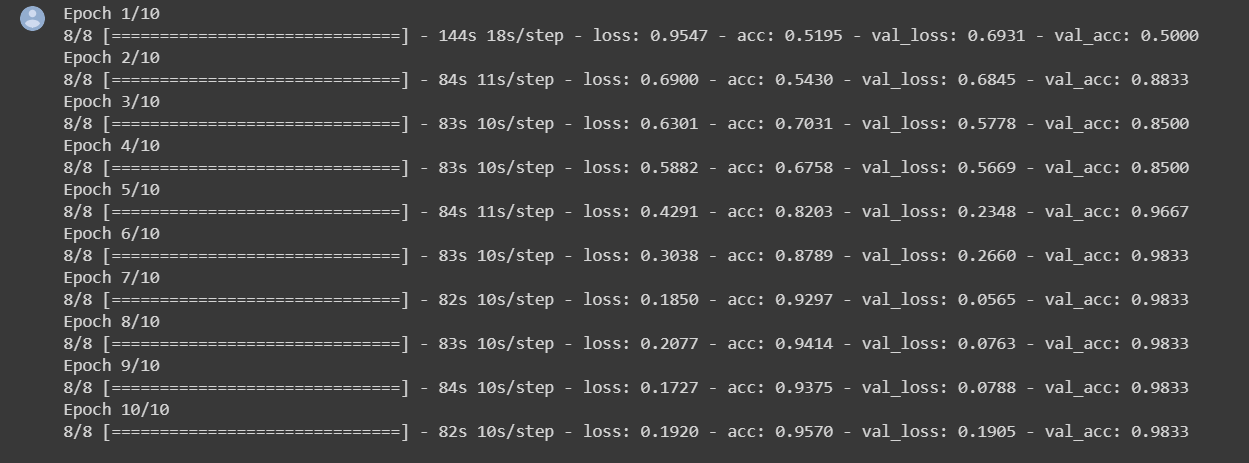 Epoch 1/10
8/8 [==============================] - 144s 18s/step - loss: 0.9547 - acc: 0.5195 - val_loss: 0.6931 - val_acc: 0.5000
Epoch 2/10
8/8 [==============================] - 84s 11s/step - loss: 0.6900 - acc: 0.5430 - val_loss: 0.6845 - val_acc: 0.8833
Epoch 3/10
8/8 [==============================] - 83s 10s/step - loss: 0.6301 - acc: 0.7031 - val_loss: 0.5778 - val_acc: 0.8500
Epoch 4/10
8/8 [==============================] - 83s 10s/step - loss: 0.5882 - acc: 0.6758 - val_loss: 0.5669 - val_acc: 0.8500
Epoch 5/10
8/8 [==============================] - 84s 11s/step - loss: 0.4291 - acc: 0.8203 - val_loss: 0.2348 - val_acc: 0.9667
Epoch 6/10
8/8 [==============================] - 83s 10s/step - loss: 0.3038 - acc: 0.8789 - val_loss: 0.2660 - val_acc: 0.9833
Epoch 7/10
8/8 [==============================] - 82s 10s/step - loss: 0.1850 - acc: 0.9297 - val_loss: 0.0565 - val_acc: 0.9833
Epoch 8/10
8/8 [==============================] - 83s 10s/step - loss: 0.2077 - acc: 0.9414 - val_loss: 0.0763 - val_acc: 0.9833
Epoch 9/10
8/8 [==============================] - 84s 10s/step - loss: 0.1727 - acc: 0.9375 - val_loss: 0.0788 - val_acc: 0.9833
Epoch 10/10
8/8 [==============================] - 82s 10s/step - loss: 0.1920 - acc: 0.9570 - val_loss: 0.1905 - val_acc: 0.9833